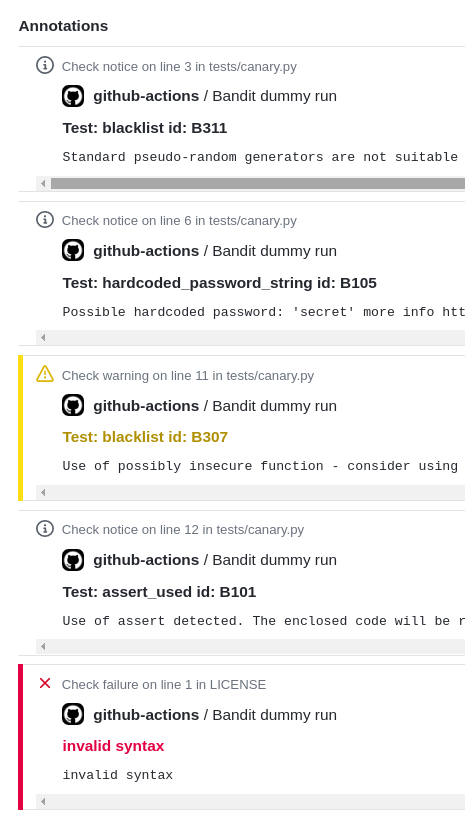 Annotations
Check notice on line 3 in tests/canary.py
github-actions / Bandit dummy run
Test: blacklist id: B311
Standard pseudo-random generators are not suitable
Check notice on line 6 in tests/canary.py
github-actions / Bandit dummy run
Test: hardcoded_password_string id: B105
Possible hardcoded password: 'secret' more info htt
Check warning on line 11 in tests/canary.py
github-actions / Bandit dummy run
Test: blacklist id: B307
Use of possibly insecure function - consider using
Check notice on line 12 in tests/canary.py
github-actions / Bandit dummy run
Test: assert_used id: B101
Use of assert detected. The enclosed code will be r
Check failure on line 1 in LICENSE
github-actions / Bandit dummy run
invalid syntax
invalid syntax